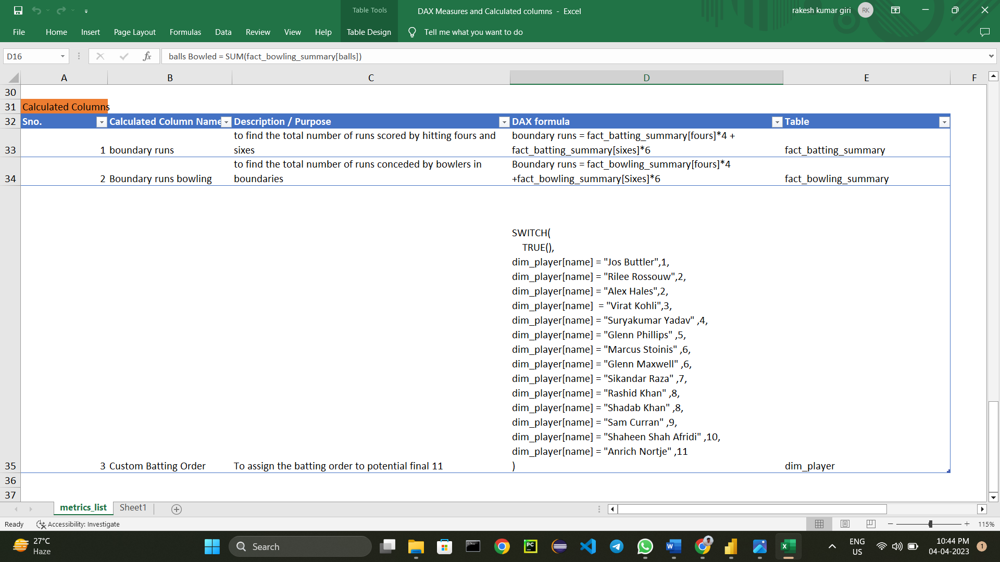 Table Tools
DAX Measures and Calculated columns - Excel
rakesh kumar giri
RK
File Home Insert Page Layout Formulas Data Review View Help Table Design Tell me what you want to do
D16 fx balls Bowled = SUM(fact_bowling_summary[balls])
A B C D E F
30
31 Calculated Columns
32 Sno. Calculated Column Name Description / Purpose DAX formula Table
to find the total number of runs scored by hitting fours and boundary runs = fact_batting_summary[fours]*4 +
33 1 boundary runs sixes fact_batting_summary[sixes]*6 fact_batting_summary
to find the total number of runs conceded by bowlers in Boundary runs = fact_bowling_summary[fours]*4
34 2 Boundary runs bowling boundaries +fact_bowling_summary[Sixes]*6 fact_bowling_summary
SWITCH(
TRUE(),
dim_player[name] = "Jos Buttler",1,
dim_player[name] = "Rilee Rossouw",2,
dim_player[name] = "Alex Hales",2,
dim_player[name]  = "Virat Kohli",3,
dim_player[name] = "Suryakumar Yadav" ,4,
dim_player[name] = "Glenn Phillips" ,5,
dim_player[name] = "Marcus Stoinis" ,6,
dim_player[name] = "Glenn Maxwell" ,6,
dim_player[name] = "Sikandar Raza" ,7,
dim_player[name] = "Rashid Khan" ,8,
dim_player[name] = "Shadab Khan" ,8,
dim_player[name] = "Sam Curran" ,9,
dim_player[name] = "Shaheen Shah Afridi" ,10,
dim_player[name] = "Anrich Nortje" ,11
35 3 Custom Batting Order To assign the batting order to potential final 11 ) dim_player
36
37
metrics_list Sheet1
Ready Accessibility: Investigate 115%
27°C
Haze
Search
PC
W
X
ENG
US
10:44 PM
04-04-2023
1